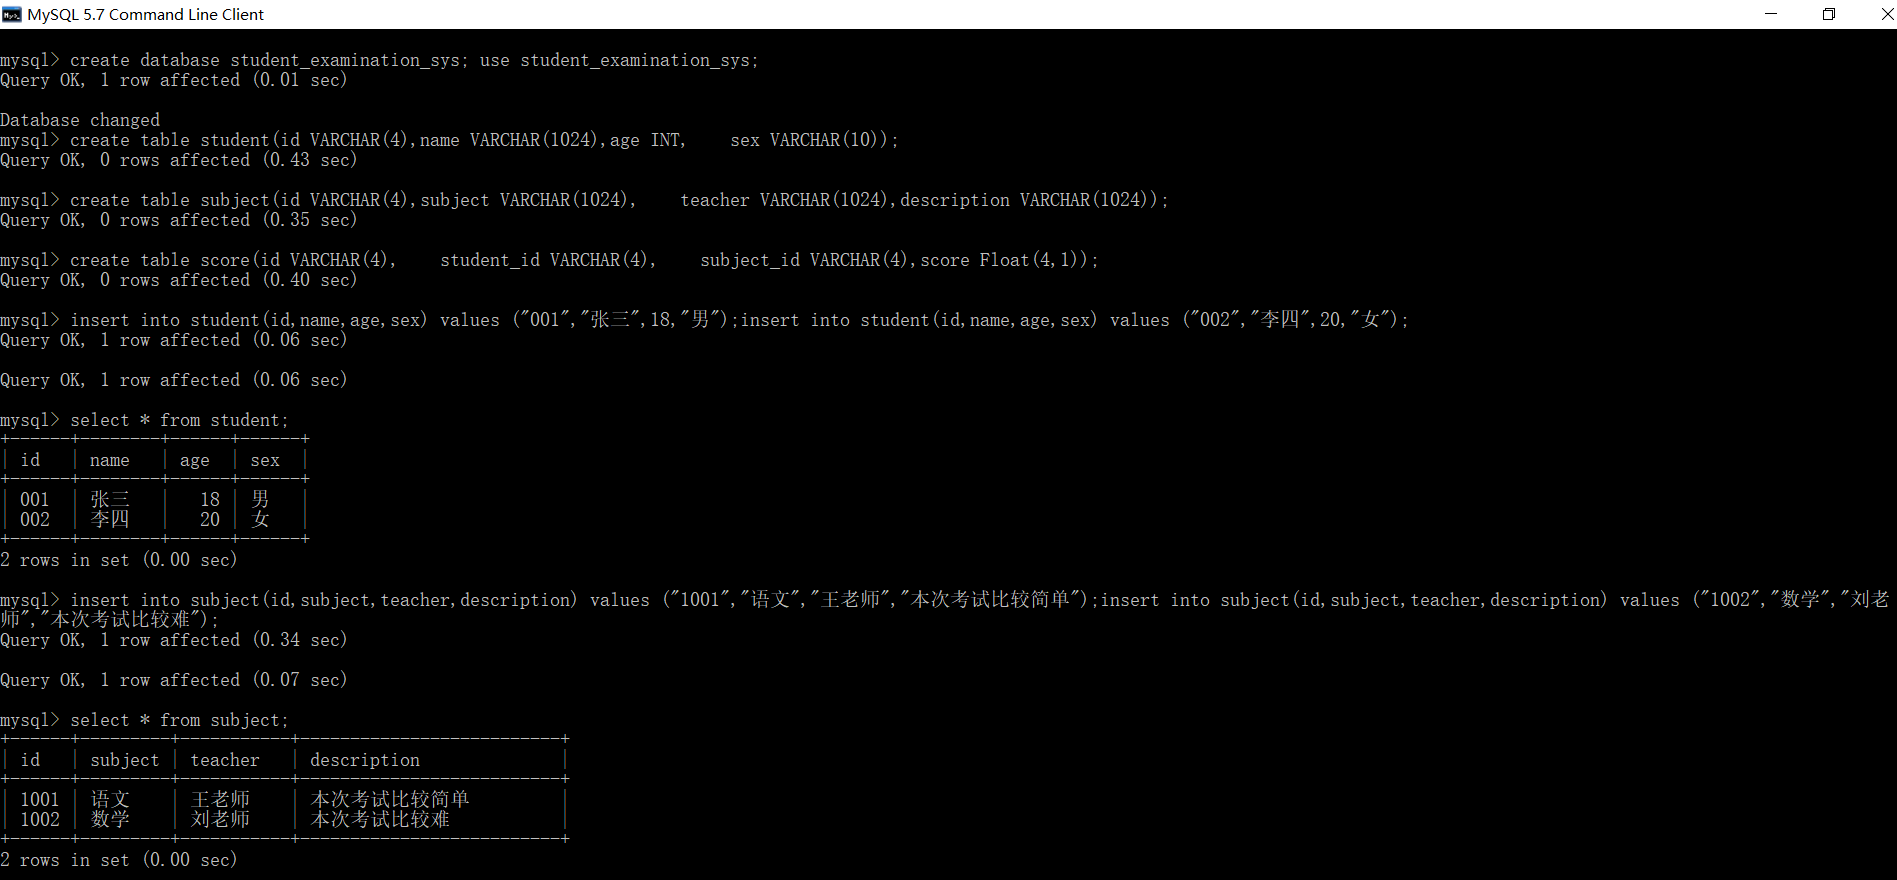 MySQL 5.7 Command Line Client
mysql> create database student_examination_sys; use student_examination_sys;
Query OK, 1 row affected (0.01 sec)
Database changed
mysql> create table student(id VARCHAR(4),name VARCHAR(1024),age INT,    sex VARCHAR(10));
Query OK, 0 rows affected (0.43 sec)
mysql> create table subject(id VARCHAR(4),subject VARCHAR(1024),    teacher VARCHAR(1024),description VARCHAR(1024));
Query OK, 0 rows affected (0.35 sec)
mysql> create table score(id VARCHAR(4),    student_id VARCHAR(4),    subject_id VARCHAR(4),score Float(4,1));
Query OK, 0 rows affected (0.40 sec)
mysql> insert into student(id,name,age,sex) values ("001","张三",18,"男");insert into student(id,name,age,sex) values ("002","李四",20,"女");
Query OK, 1 row affected (0.06 sec)
Query OK, 1 row affected (0.06 sec)
mysql> select * from student;
+------+--------+------+------+
| id   | name   | age  | sex  |
+------+--------+------+------+
| 001  | 张三   |   18 | 男   |
| 002  | 李四   |   20 | 女   |
+------+--------+------+------+
2 rows in set (0.00 sec)
mysql> insert into subject(id,subject,teacher,description) values ("1001","语文","王老师","本次考试比较简单");insert into subject(id,subject,teacher,description) values ("1002","数学","刘老
师","本次考试比较难");
Query OK, 1 row affected (0.34 sec)
Query OK, 1 row affected (0.07 sec)
mysql> select * from subject;
+------+---------+-----------+--------------------------+
| id   | subject | teacher   | description              |
+------+---------+-----------+--------------------------+
| 1001 | 语文    | 王老师    | 本次考试比较简单         |
| 1002 | 数学    | 刘老师    | 本次考试比较难           |
+------+---------+-----------+--------------------------+
2 rows in set (0.00 sec)